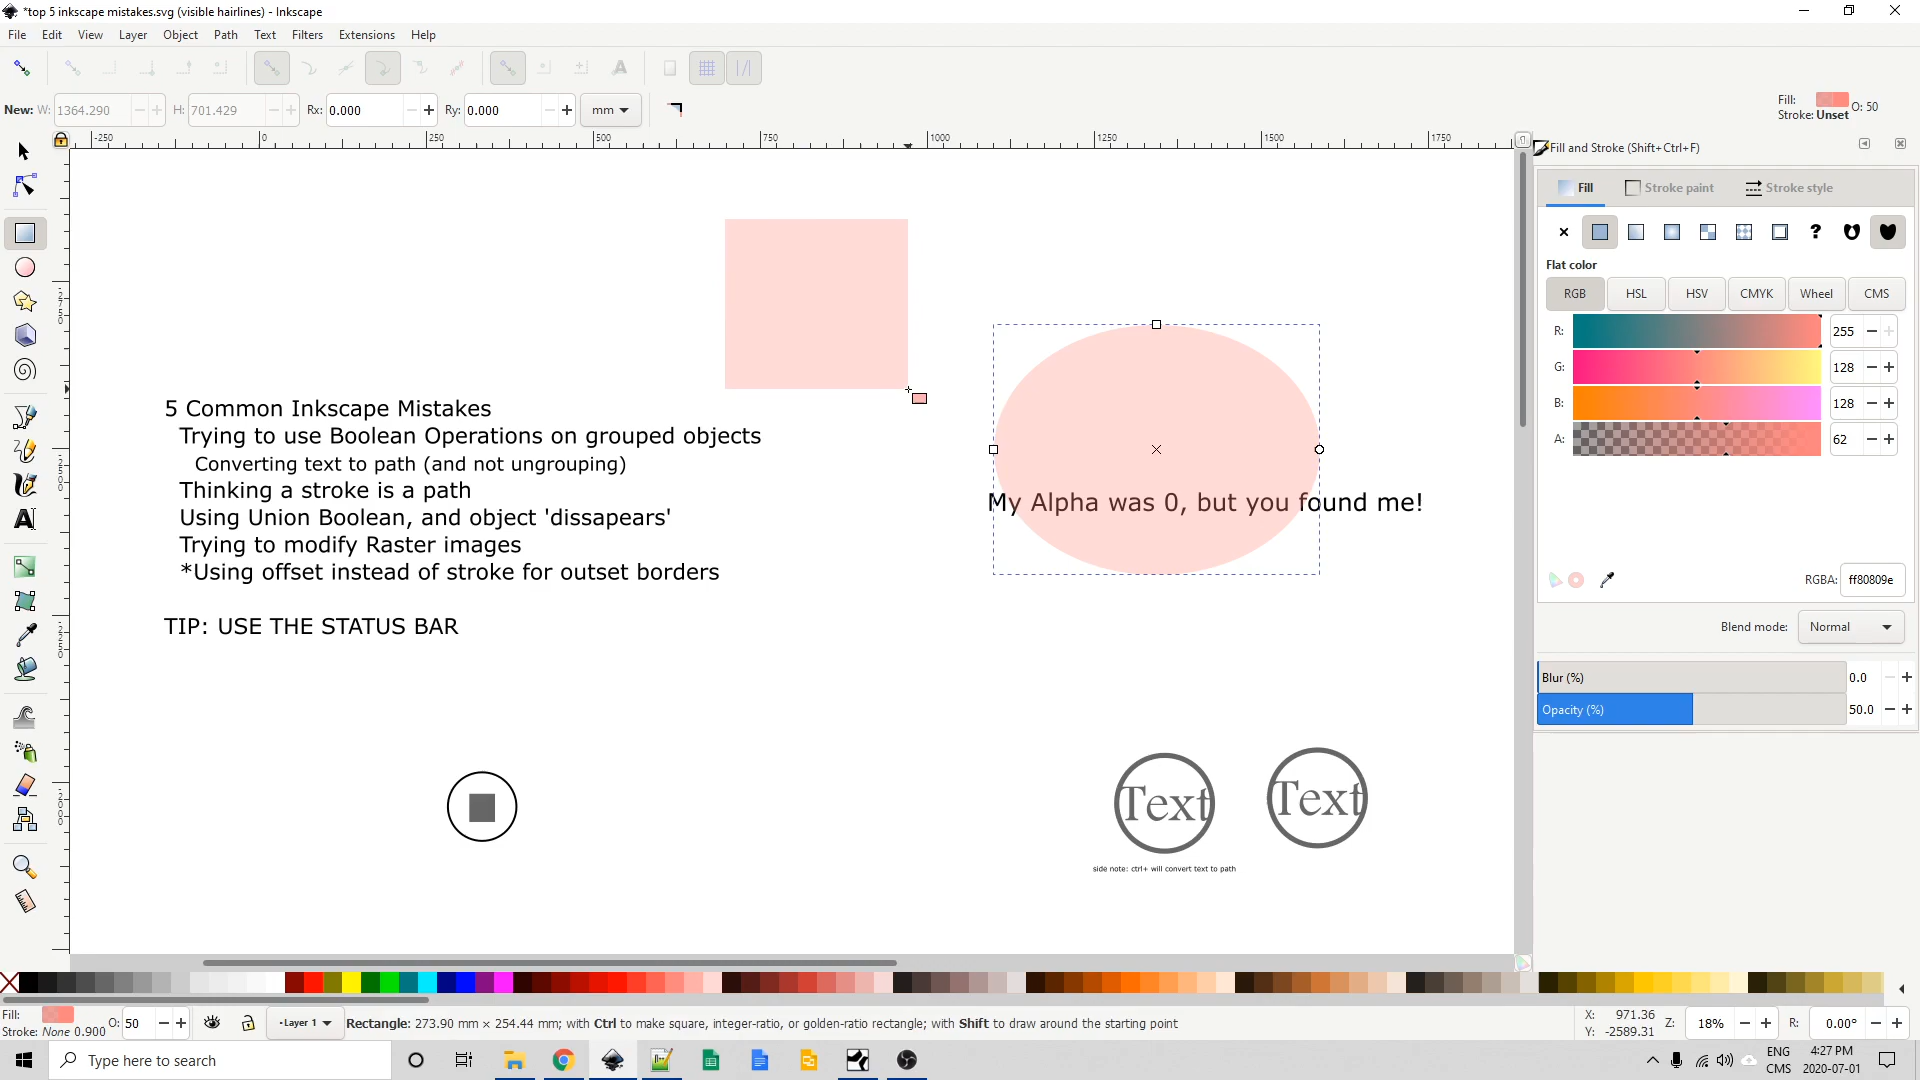 *top 5 inkscape mistakes.svg (visible hairlines) - Inkscape
File Edit View Layer Object Path Text Filters Extensions Help
New: W: 1364.290 H: 701.429 Rx: 0.000 Ry: 0.000 mm
Fill: O: 50
Stroke: Unset
-250 0 250 500 750 1000 1250 1500 1750
Fill and Stroke (Shift+Ctrl+F)
Fill Stroke paint Stroke style
Flat color
RGB HSL HSV CMYK Wheel CMS
R: 255
G: 128
B: 128
A: 62
RGBA: ff80809e
Blend mode: Normal
Blur (%) 0.0
Opacity (%) 50.0
5 Common Inkscape Mistakes
Trying to use Boolean Operations on grouped objects
Converting text to path (and not ungrouping)
Thinking a stroke is a path
Using Union Boolean, and object 'dissapears'
Trying to modify Raster images
*Using offset instead of stroke for outset borders
TIP: USE THE STATUS BAR
My Alpha was 0, but you found me!
Text Text
side note: ctrl+ will convert text to path
Fill:
Stroke: None 0.900 O: 50
Layer 1
Rectangle: 273.90 mm × 254.44 mm; with Ctrl to make square, integer-ratio, or golden-ratio rectangle; with Shift to draw around the starting point
X: 971.36
Y: -2589.31
Z: 18% R: 0.00°
Type here to search
ENG
CMS
4:27 PM
2020-07-01